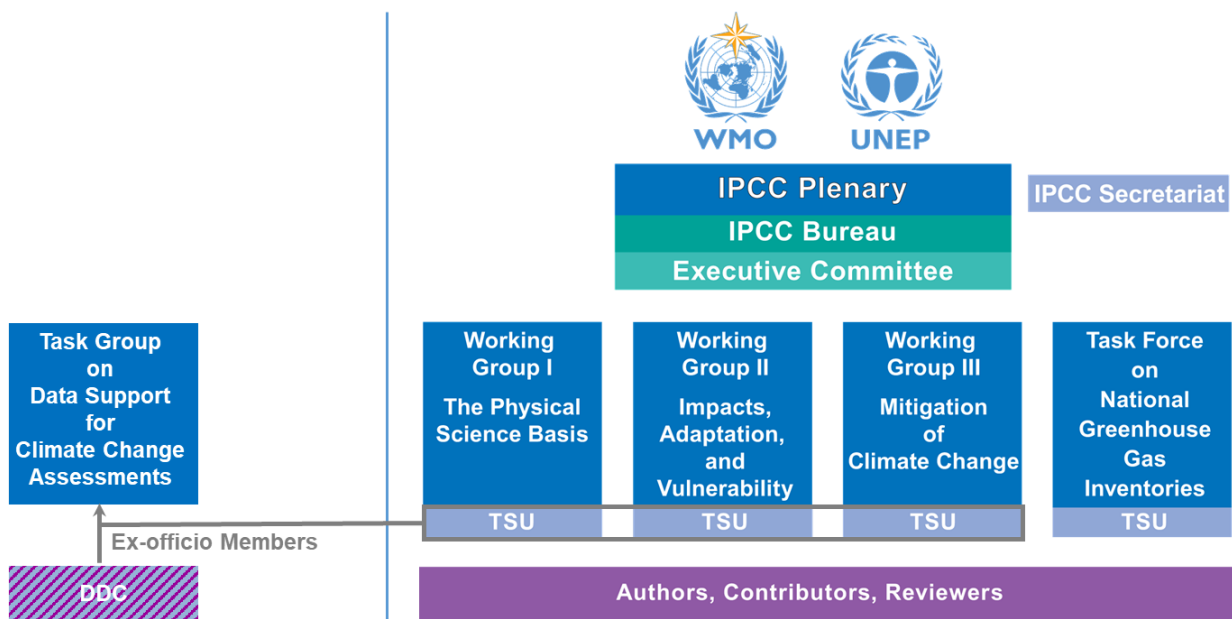 WMO
UNEP
IPCC Plenary
IPCC Secretariat
IPCC Bureau
Executive Committee
Task Group
on
Data Support
for
Climate Change
Assessments
Working
Group I
The Physical
Science Basis
TSU
Working
Group II
Impacts,
Adaptation,
and
Vulnerability
TSU
Working
Group III
Mitigation
of
Climate Change
TSU
Task Force
on
National
Greenhouse
Gas
Inventories
TSU
Ex-officio Members
DDC
Authors, Contributors, Reviewers